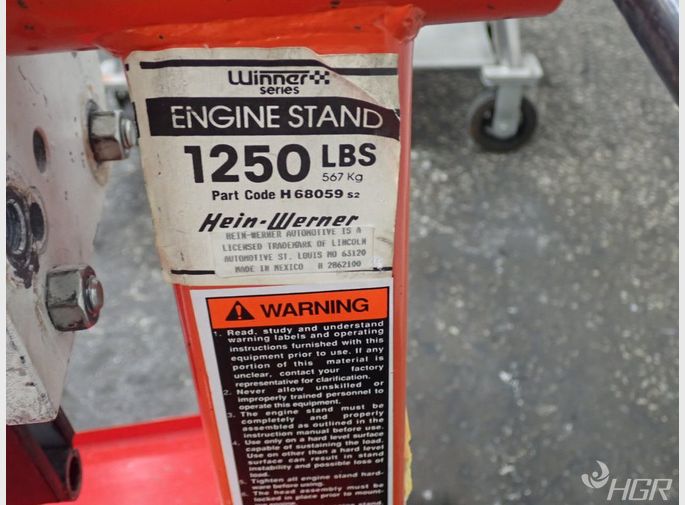 Winner
series
ENGINE STAND
1250 LBS
567 Kg
Part Code H 68059 S2
Hein-Werner
HEIN-WERNER AUTOMOTIVE IS A
LICENSED TRADEMARK OF LINCOLN
AUTOMOTIVE ST. LOUIS MO 63120
MADE IN MEXICO H 2862100
WARNING
1. Read, study and understand
warning labels and operating
instructions furnished with this
equipment prior to use. If any
portion of this material is
unclear, contact your factory
representative for clarification.
2. Never allow unskilled or
improperly trained personnel to
operate this equipment.
3. The engine stand must be
completely and properly
assembled as outlined in the
instruction manual before use.
4. Use only on a hard level surface
capable of sustaining the load.
Use on other than a hard level
surface can result in stand
instability and possible loss of
load.
5. Tighten all engine stand hard-
ware before using.
6. The head assembly must be
locked in place prior to mount-
HGR